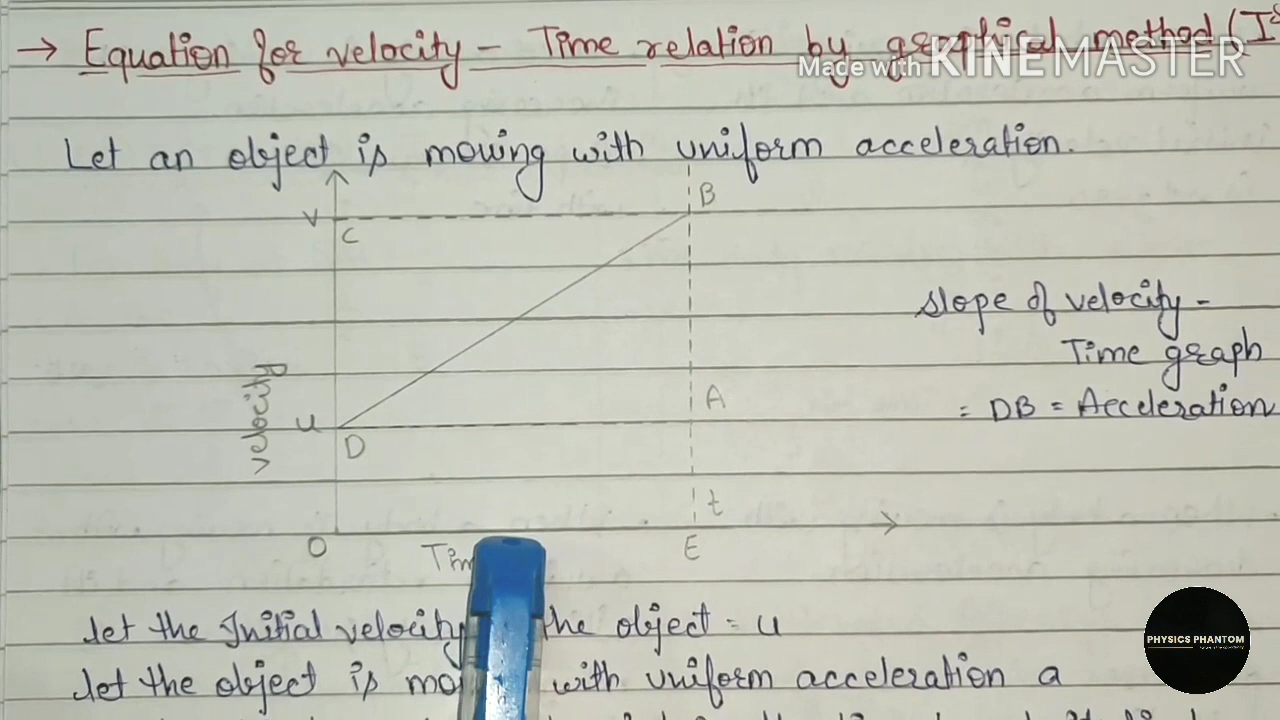 → Equation for velocity - Time relation by graphical method (I
Made with KINEMASTER
Let an object is moving with uniform acceleration.
B
V
C
slope of velocity -
Time graph
= DB = Acceleration
velocity
A
u
D
t
O
E
let the Initial velocity the object = u
PHYSICS PHANTOM
let the object is with uniform acceleration a